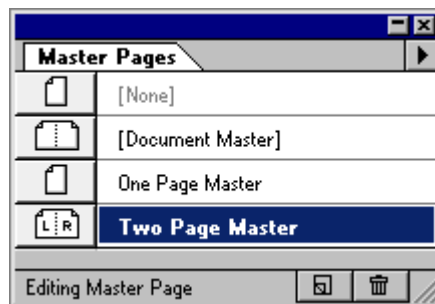 Master Pages
[None]
[Document Master]
One Page Master
L R Two Page Master
Editing Master Page